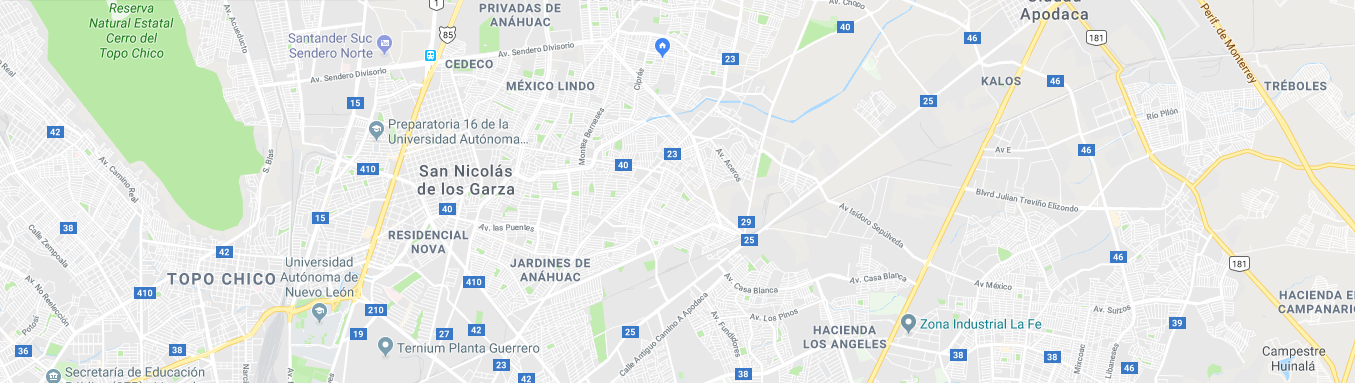 Reserva
Natural Estatal
Cerro del
Topo Chico
Av. Acueducto
Santander Suc
Sendero Norte
1
85
PRIVADAS DE
ANÁHUAC
Av. Sendero Divisorio
CEDECO
Av. Sendero Divisorio
MÉXICO LINDO
Ciprés
23
40
Av. Chopo
46
Ciudad
Apodaca
181
Perif. de Monterrey
KALOS
46
25
TRÉBOLES
Río Pilón
15
42
Preparatoria 16 de la
Universidad Autónoma...
Montes Berneses
Av. Aceros
Av E
46
S. Blas
410
Av. Camino Real
San Nicolás
de los Garza
40
23
40
Blvrd Julian Treviño Elizondo
15
38
Calle Zempoala
Av. las Puentes
29
25
Av Isidoro Sepúlveda
RESIDENCIAL
NOVA
42
46
181
TOPO CHICO
Universidad
Autónoma de
Nuevo León
JARDINES DE
ANÁHUAC
410
410
Av. No Reelección
Av. Casa Blanca
Av. Casa Blanca
Av México
HACIENDA EL
CAMPANARIO
210
Calle Antiguo Camino A Apodaca
Av. Los Pinos
Av. Fundidores
HACIENDA
LOS ANGELES
Zona Industrial La Fe
Av. Surzos
39
Potosí
19
27
42
25
36
38
Ternium Planta Guerrero
23
42
38
38
38
46
Mixcoac
Libaneses
Campestre
Huinalá
Secretaría de Educación